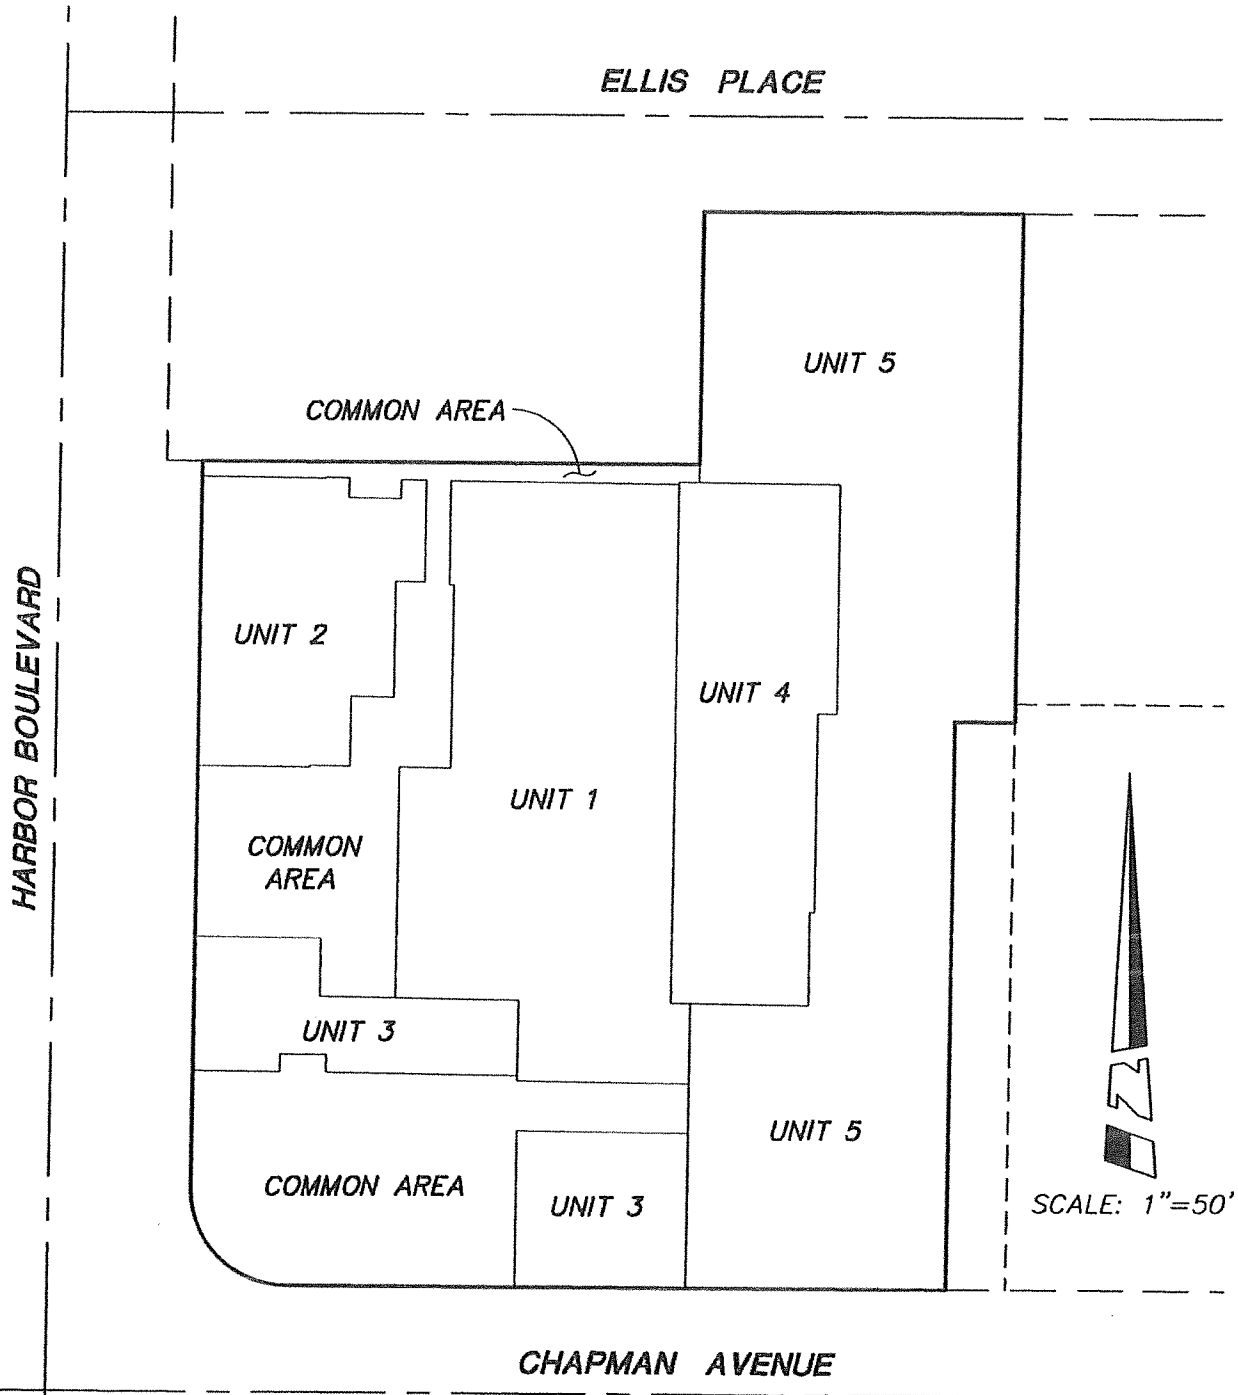 ELLIS PLACE
UNIT 5
COMMON AREA
HARBOR BOULEVARD
UNIT 2
UNIT 4
UNIT 1
COMMON
AREA
UNIT 3
UNIT 5
COMMON AREA
UNIT 3
N
SCALE: 1"=50'
CHAPMAN AVENUE